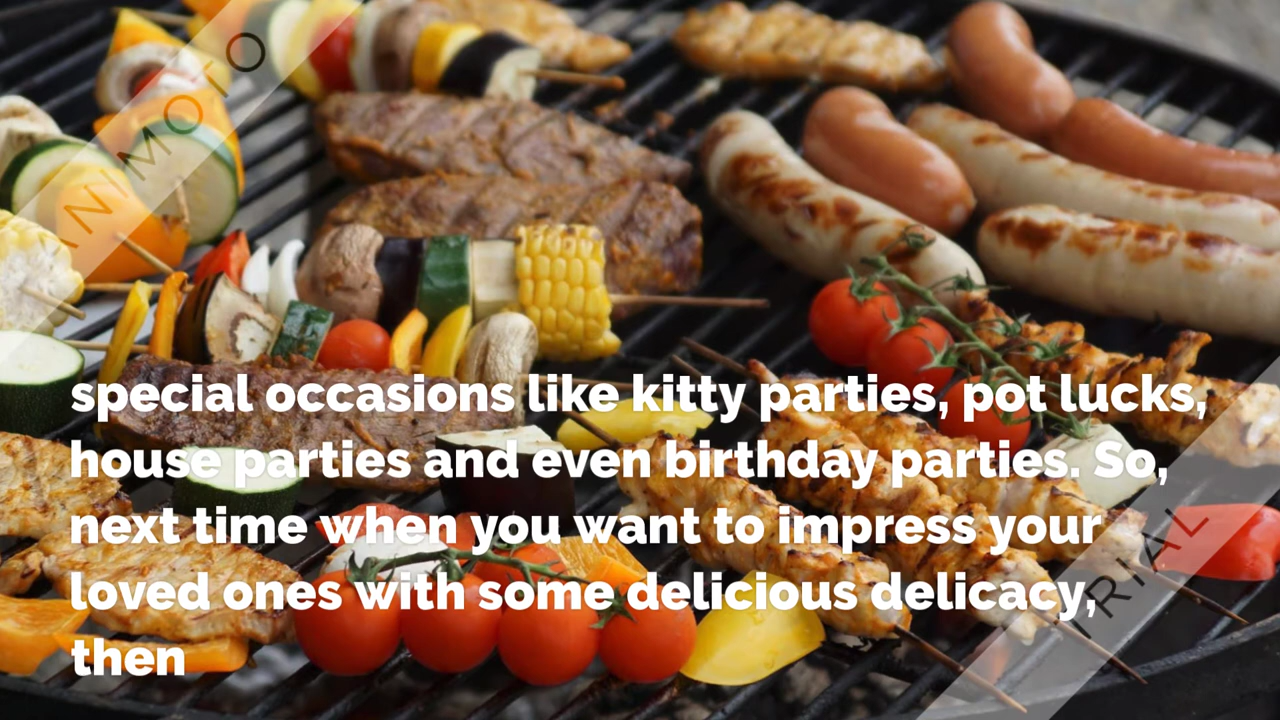 ANIMOTO
special occasions like kitty parties, pot lucks,
house parties and even birthday parties. So,
next time when you want to impress your
loved ones with some delicious delicacy,
then
TRIAL